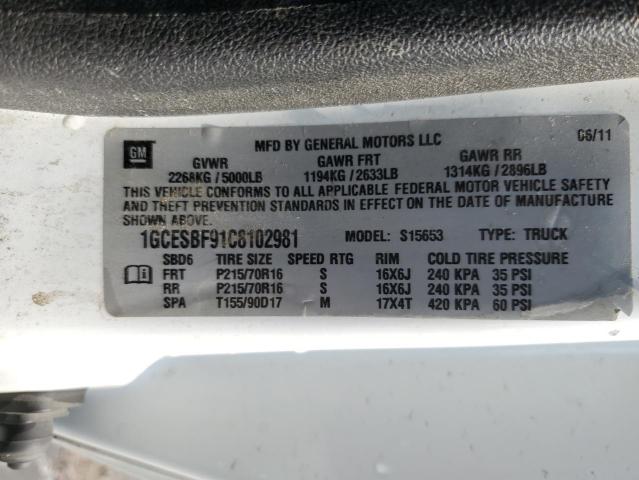 GM
MFD BY GENERAL MOTORS LLC 06/11
GVWR GAWR FRT GAWR RR
2268KG / 5000LB 1194KG / 2633LB 1314KG / 2896LB
THIS VEHICLE CONFORMS TO ALL APPLICABLE FEDERAL MOTOR VEHICLE SAFETY
AND THEFT PREVENTION STANDARDS IN EFFECT ON THE DATE OF MANUFACTURE
SHOWN ABOVE.
1GCESBF91C8102981 MODEL: S15653 TYPE: TRUCK
SBD6 TIRE SIZE SPEED RTG RIM COLD TIRE PRESSURE
FRT P215/70R16 S 16X6J 240 KPA 35 PSI
RR P215/70R16 S 16X6J 240 KPA 35 PSI
SPA T155/90D17 M 17X4T 420 KPA 60 PSI